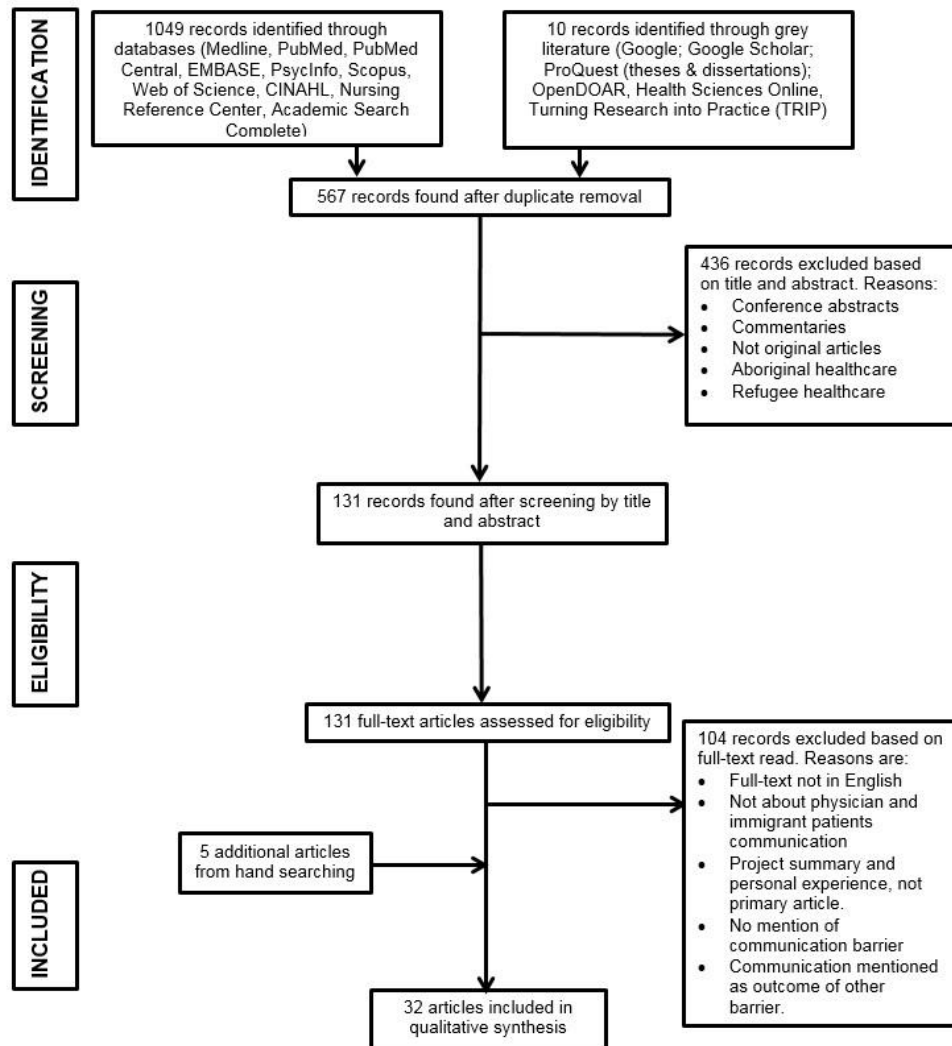 IDENTIFICATION
1049 records identified through
databases (Medline, PubMed, PubMed
Central, EMBASE, PsycInfo, Scopus,
Web of Science, CINAHL, Nursing
Reference Center, Academic Search
Complete)
10 records identified through grey
literature (Google; Google Scholar;
ProQuest (theses & dissertations);
OpenDOAR, Health Sciences Online,
Turning Research into Practice (TRIP)
567 records found after duplicate removal
SCREENING
436 records excluded based
on title and abstract. Reasons:
• Conference abstracts
• Commentaries
• Not original articles
• Aboriginal healthcare
• Refugee healthcare
131 records found after screening by title
and abstract
ELIGIBILITY
131 full-text articles assessed for eligibility
104 records excluded based on
full-text read. Reasons are:
• Full-text not in English
• Not about physician and
immigrant patients
communication
• Project summary and
personal experience, not
primary article.
• No mention of
communication barrier
• Communication mentioned
as outcome of other
barrier.
INCLUDED
5 additional articles
from hand searching
32 articles included in
qualitative synthesis